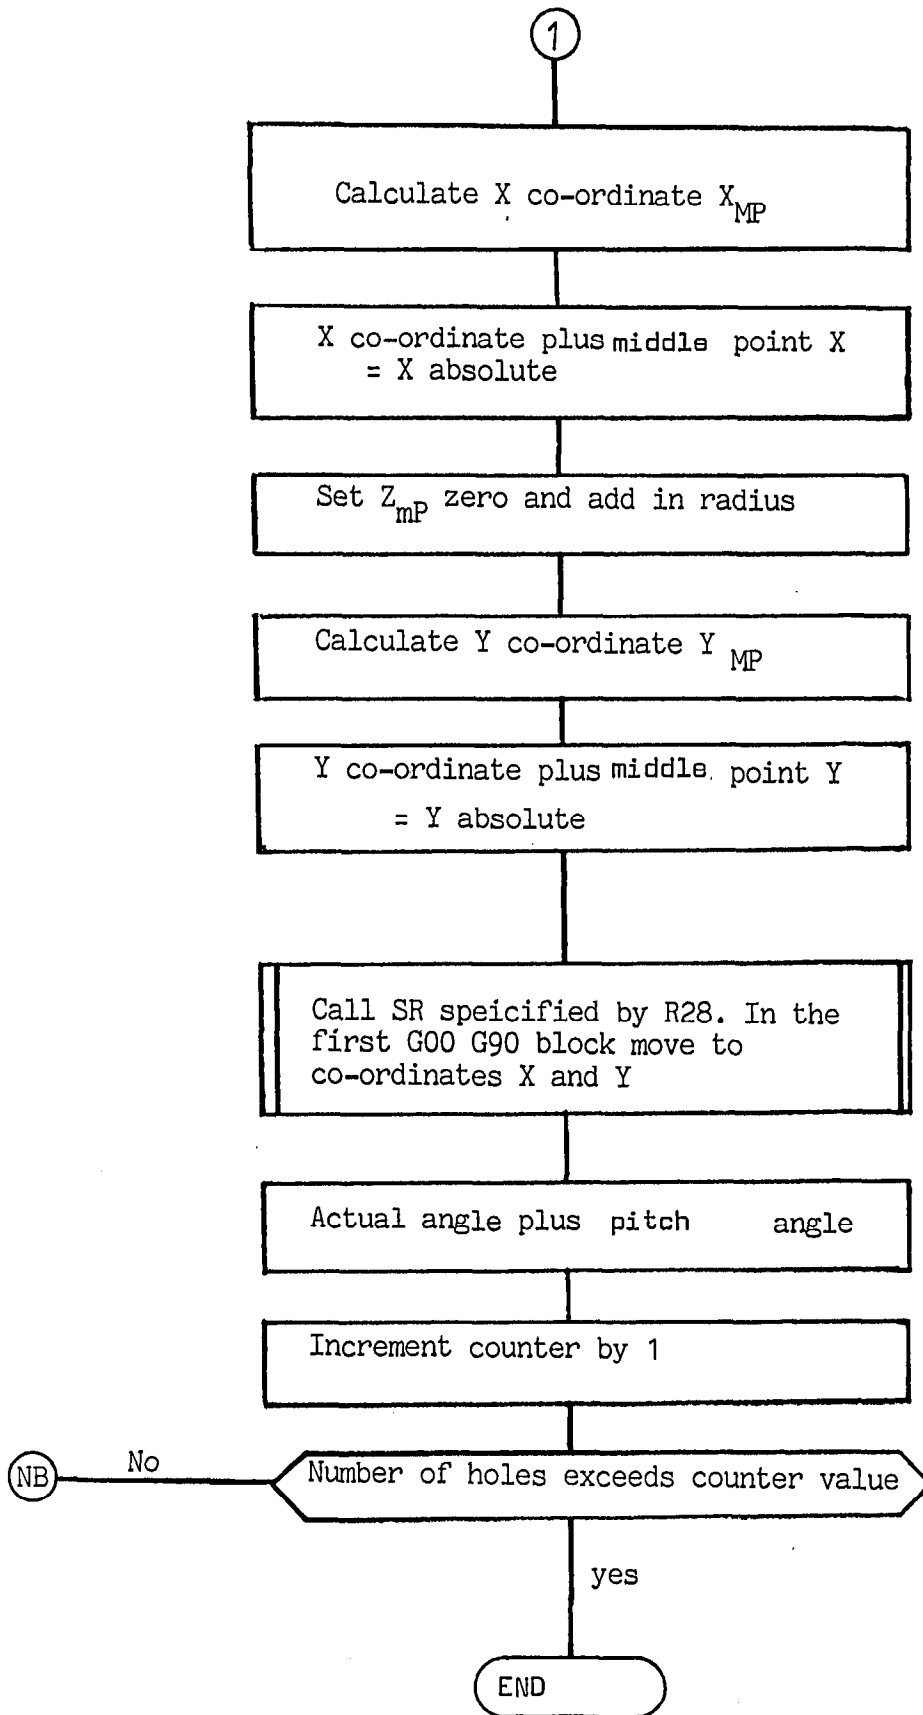 1
Calculate X co-ordinate X MP
X co-ordinate plus middle point X
= X absolute
Set Z mP zero and add in radius
Calculate Y co-ordinate Y MP
Y co-ordinate plus middle. point Y
= Y absolute
Call SR speicified by R28. In the
first G00 G90 block move to
co-ordinates X and Y
Actual angle plus pitch angle
Increment counter by 1
NB No Number of holes exceeds counter value
yes
END